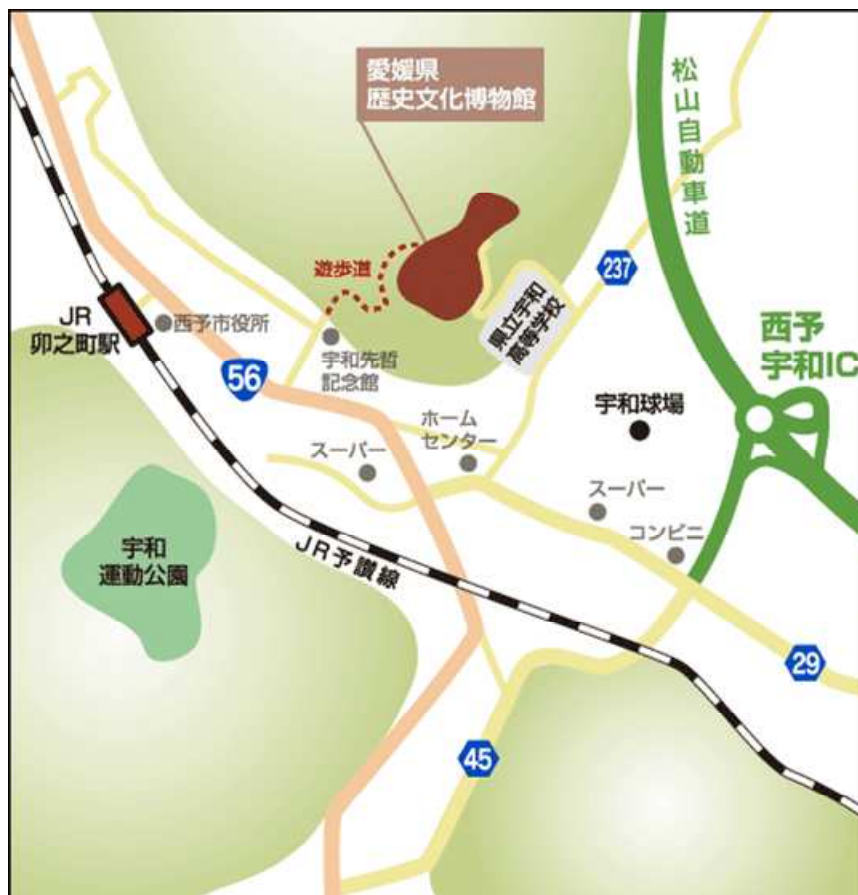 愛媛県
歴史文化博物館
松山自動車道
237
遊歩道
県立宇和
高等学校
JR
卯之町駅
西予市役所
宇和先哲
記念館
西予
宇和IC
56
宇和球場
ホーム
センター
スーパー
スーパー
コンビニ
宇和
運動公園
JR予讃線
29
45